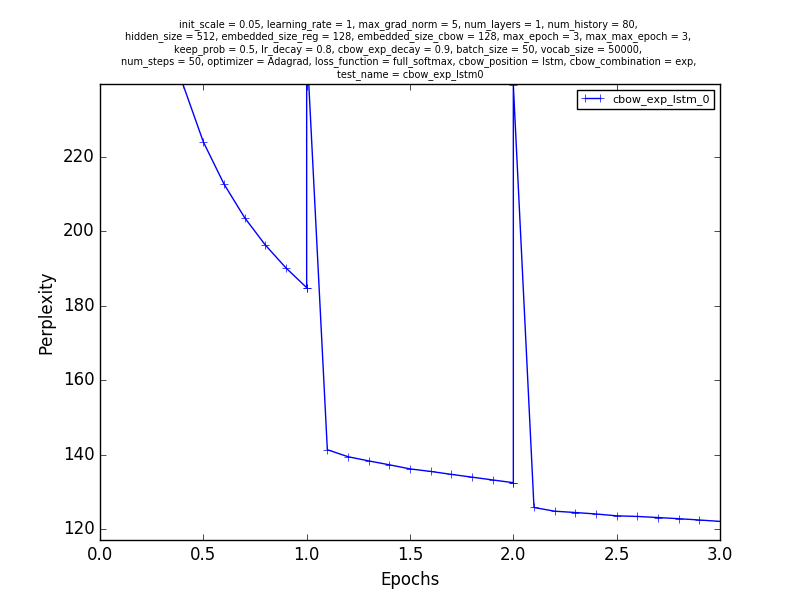 init_scale = 0.05, learning_rate = 1, max_grad_norm = 5, num_layers = 1, num_history = 80,
hidden_size = 512, embedded_size_reg = 128, embedded_size_cbow = 128, max_epoch = 3, max_max_epoch = 3,
keep_prob = 0.5, lr_decay = 0.8, cbow_exp_decay = 0.9, batch_size = 50, vocab_size = 50000,
num_steps = 50, optimizer = Adagrad, loss_function = full_softmax, cbow_position = lstm, cbow_combination = exp,
test_name = cbow_exp_lstm0
cbow_exp_lstm_0
220
200
180
160
140
120
Perplexity
0.0 0.5 1.0 1.5 2.0 2.5 3.0
Epochs